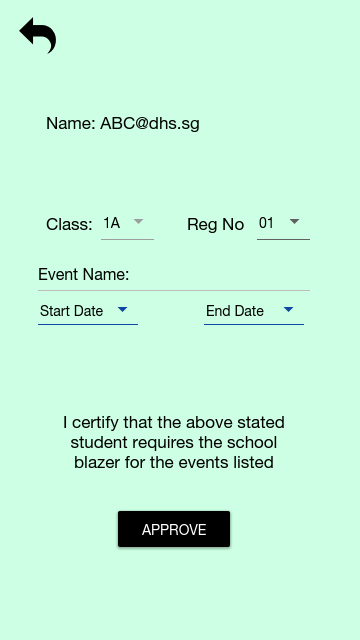 Name: ABC@dhs.sg
Class: 1A Reg No 01
Event Name:
Start Date End Date
I certify that the above stated
student requires the school
blazer for the events listed
APPROVE